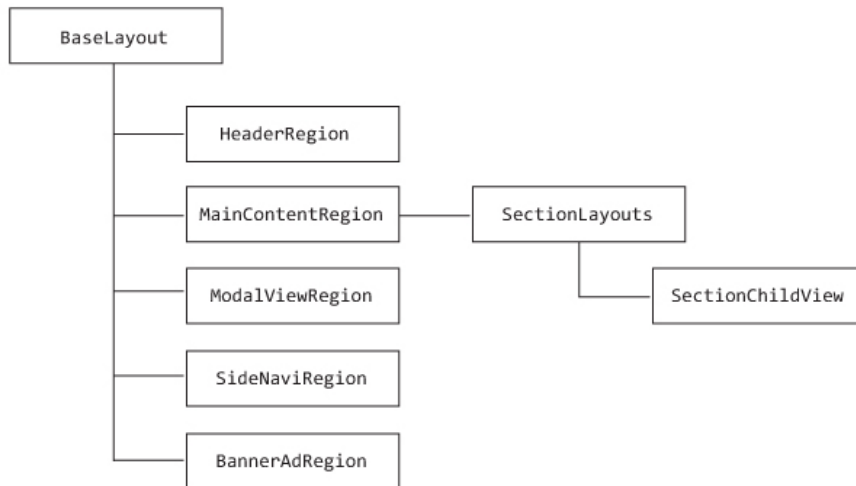 BaseLayout
HeaderRegion
MainContentRegion
SectionLayouts
ModalViewRegion
SectionChildView
SideNaviRegion
BannerAdRegion